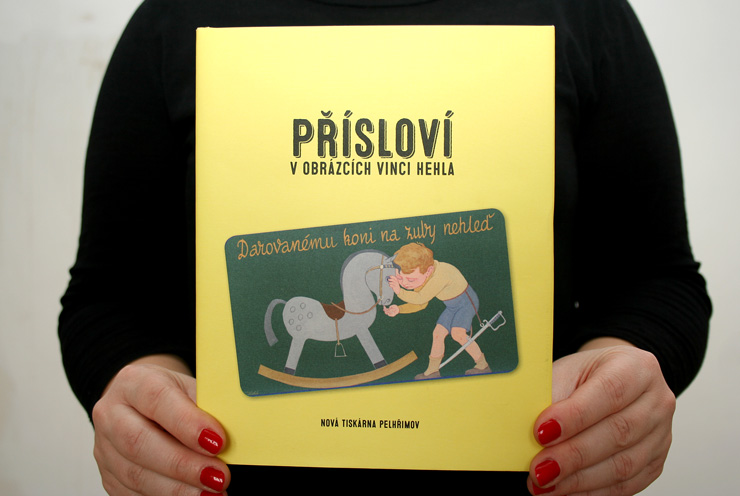 PŘÍSLOVÍ
V OBRÁZCÍCH VINCI HEHLA
Darovanému koni na zuby nehleď
NOVÁ TISKÁRNA PELHŘIMOV